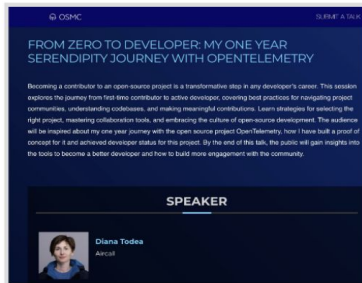 OSMC
SUBMIT A TALK
FROM ZERO TO DEVELOPER: MY ONE YEAR
SERENDIPITY JOURNEY WITH OPENTELEMETRY
Becoming a contributor to an open-source project is a transformative step in any developer's career. This session
explores the journey from first-time contributor to active developer, covering best practices for navigating project
communities, understanding codebases, and making meaningful contributions. Learn strategies for selecting the
right project, mastering collaboration tools, and embracing the culture of open-source development. The audience
will be inspired about my one year journey with the open source project OpenTelemetry, how I have built a proof of
concept for it and achieved developer status for this project. By the end of this talk, the public will gain insights into
the tools to become a better developer and how to build more engagement with the community.
SPEAKER
Diana Todea
Aircall